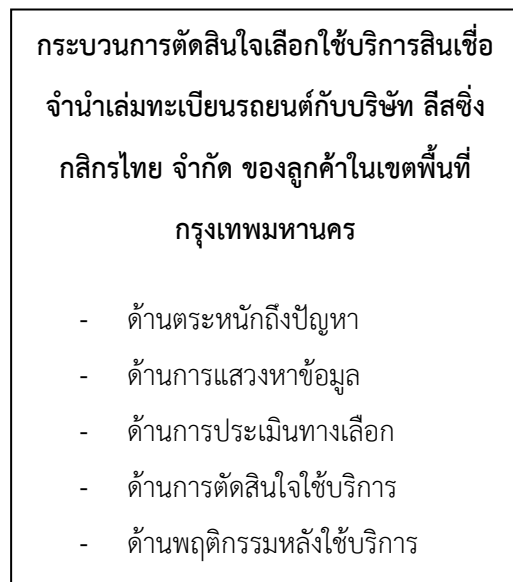 กระบวนการตัดสินใจเลือกใช้บริการสินเชื่อ
จำนำเล่มทะเบียนรถยนต์กับบริษัท ลีสซิ่ง
กสิกรไทย จำกัด ของลูกค้าในเขตพื้นที่
กรุงเทพมหานคร
- ด้านตระหนักถึงปัญหา
- ด้านการแสวงหาข้อมูล
- ด้านการประเมินทางเลือก
- ด้านการตัดสินใจใช้บริการ
- ด้านพฤติกรรมหลังใช้บริการ